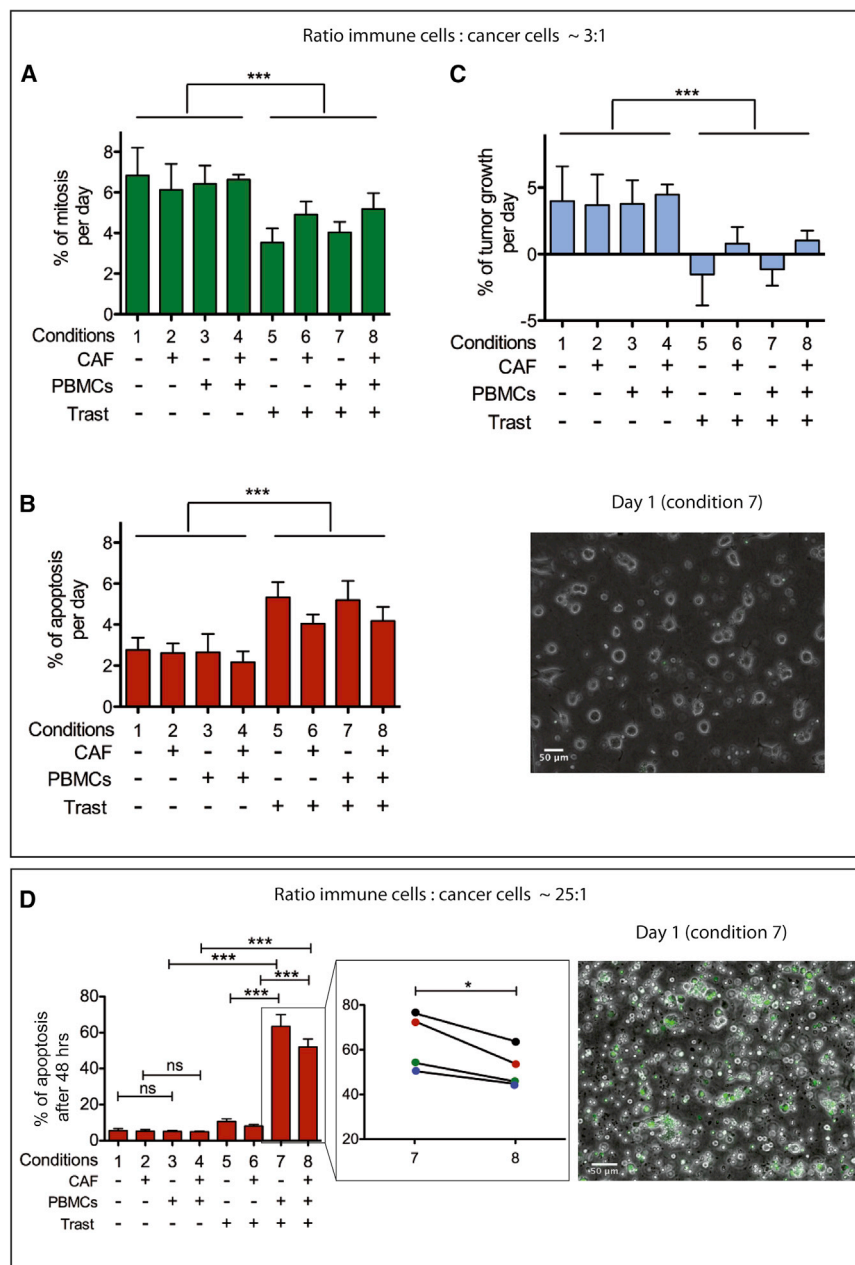 Ratio immune cells : cancer cells ~ 3:1
A
***
% of mitosis
per day
8
6
4
2
0
Conditions 1 2 3 4 5 6 7 8
CAF - + - + - + - +
PBMCs - - + + - - + +
Trast - - - - + + + +
C
***
% of tumor growth
per day
5
0
-5
Conditions 1 2 3 4 5 6 7 8
CAF - + - + - + - +
PBMCs - - + + - - + +
Trast - - - - + + + +
B
***
% of apoptosis
per day
8
6
4
2
0
Conditions 1 2 3 4 5 6 7 8
CAF - + - + - + - +
PBMCs - - + + - - + +
Trast - - - - + + + +
Day 1 (condition 7)
50 µm
D
Ratio immune cells : cancer cells ~ 25:1
***
***
***
***
ns
ns
% of apoptosis
after 48 hrs
80
60
40
20
0
Conditions 1 2 3 4 5 6 7 8
CAF - + - + - + - +
PBMCs - - + + - - + +
Trast - - - - + + + +
*
80
60
40
20
7 8
Day 1 (condition 7)
50 µm